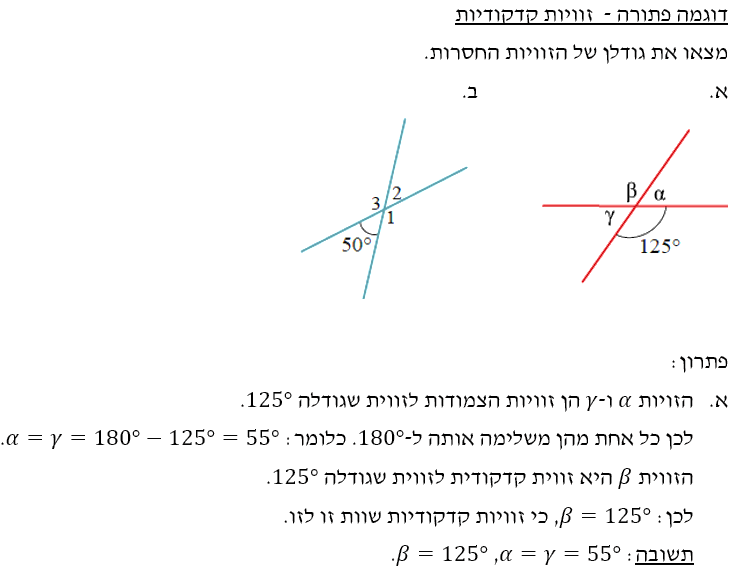 דוגמה פתורה - זוויות קדקודיות
מצאו את גודלן של הזוויות החסרות.
א. ב.
β α
γ
125°
3 2
1
50°
פתרון:
א. הזויות α ו-γ הן זוויות הצמודות לזווית שגודלה 125°.
לכן כל אחת מהן משלימה אותה ל-180°. כלומר: α = γ = 180° − 125° = 55°.
הזווית β היא זווית קדקודית לזווית שגודלה 125°.
לכן: β = 125°, כי זוויות קדקודיות שוות זו לזו.
תשובה: α = γ = 55°, β = 125°.